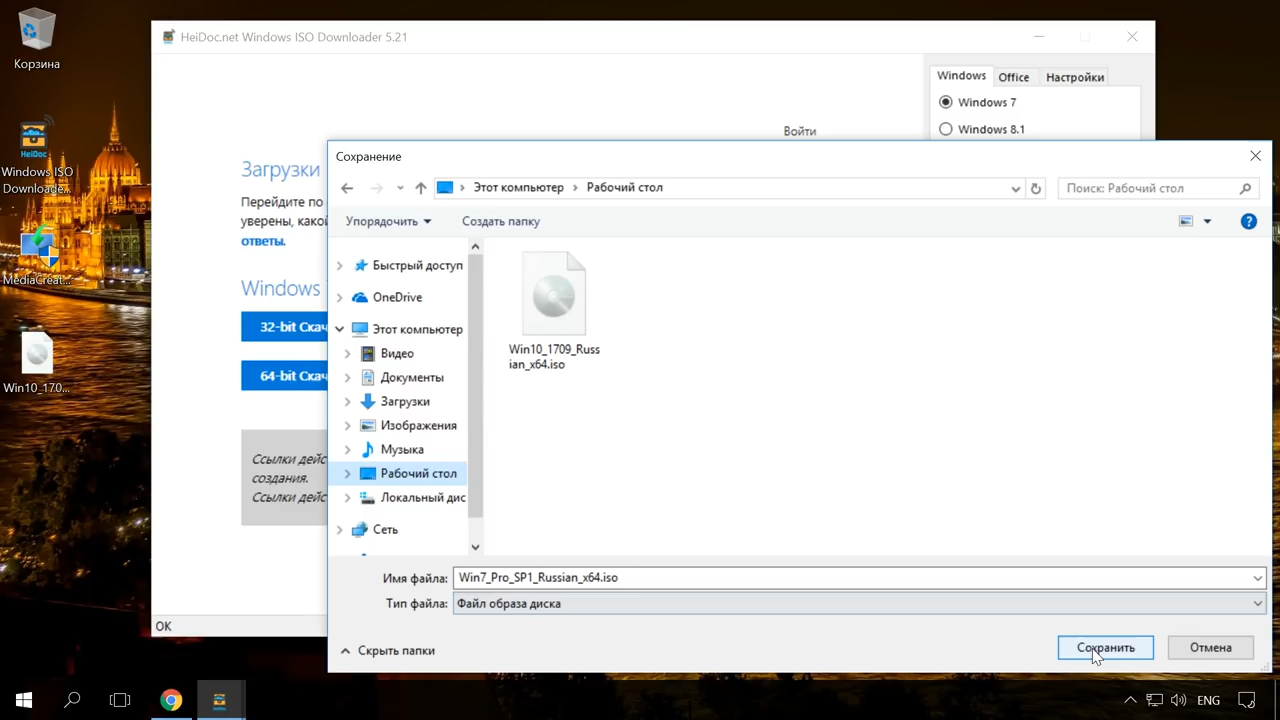 Корзина
HeiDoc
Windows ISO
Downloade...
MediaCreat...
Win10_170...
HeiDoc.net Windows ISO Downloader 5.21
Windows
Office
Настройки
Windows 7
Windows 8.1
Войти
Загрузки
Перейдите по
уверены, какой
ответы.
Windows
32-bit Скач
64-bit Скач
Ссылки дейс
создания.
Ссылки дейс
OK
Сохранение
Этот компьютер
Рабочий стол
Поиск: Рабочий стол
Упорядочить
Создать папку
Быстрый доступ
OneDrive
Этот компьютер
Видео
Документы
Загрузки
Изображения
Музыка
Рабочий стол
Локальный дис
Сеть
Win10_1709_Russ
ian_x64.iso
Имя файла:
Win7_Pro_SP1_Russian_x64.iso
Тип файла:
Файл образа диска
Скрыть папки
Сохранить
Отмена
ENG